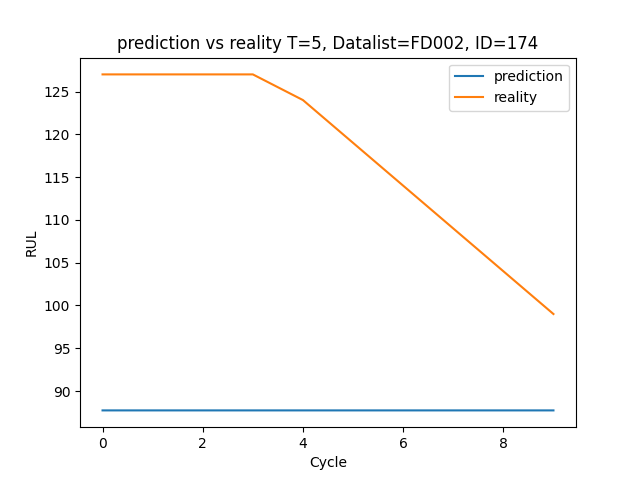 prediction vs reality T=5, Datalist=FD002, ID=174
prediction
reality
RUL
125
120
115
110
105
100
95
90
0 2 4 6 8
Cycle